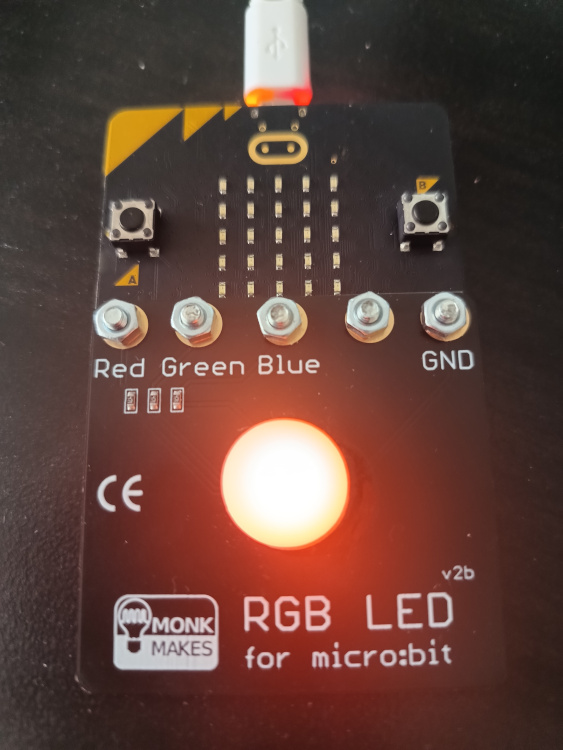 B
A
Red Green Blue GND
CE
v2b
RGB LED
MONK
MAKES
for micro:bit